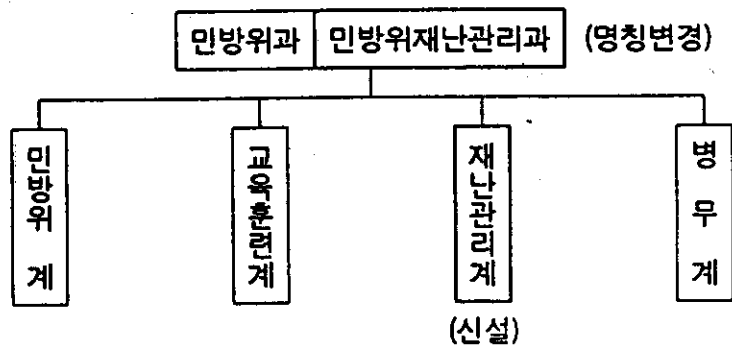 민방위과 민방위재난관리과 (명칭변경)
민방위 계
교육훈련계
재난관리계
병 무 계
(신설)